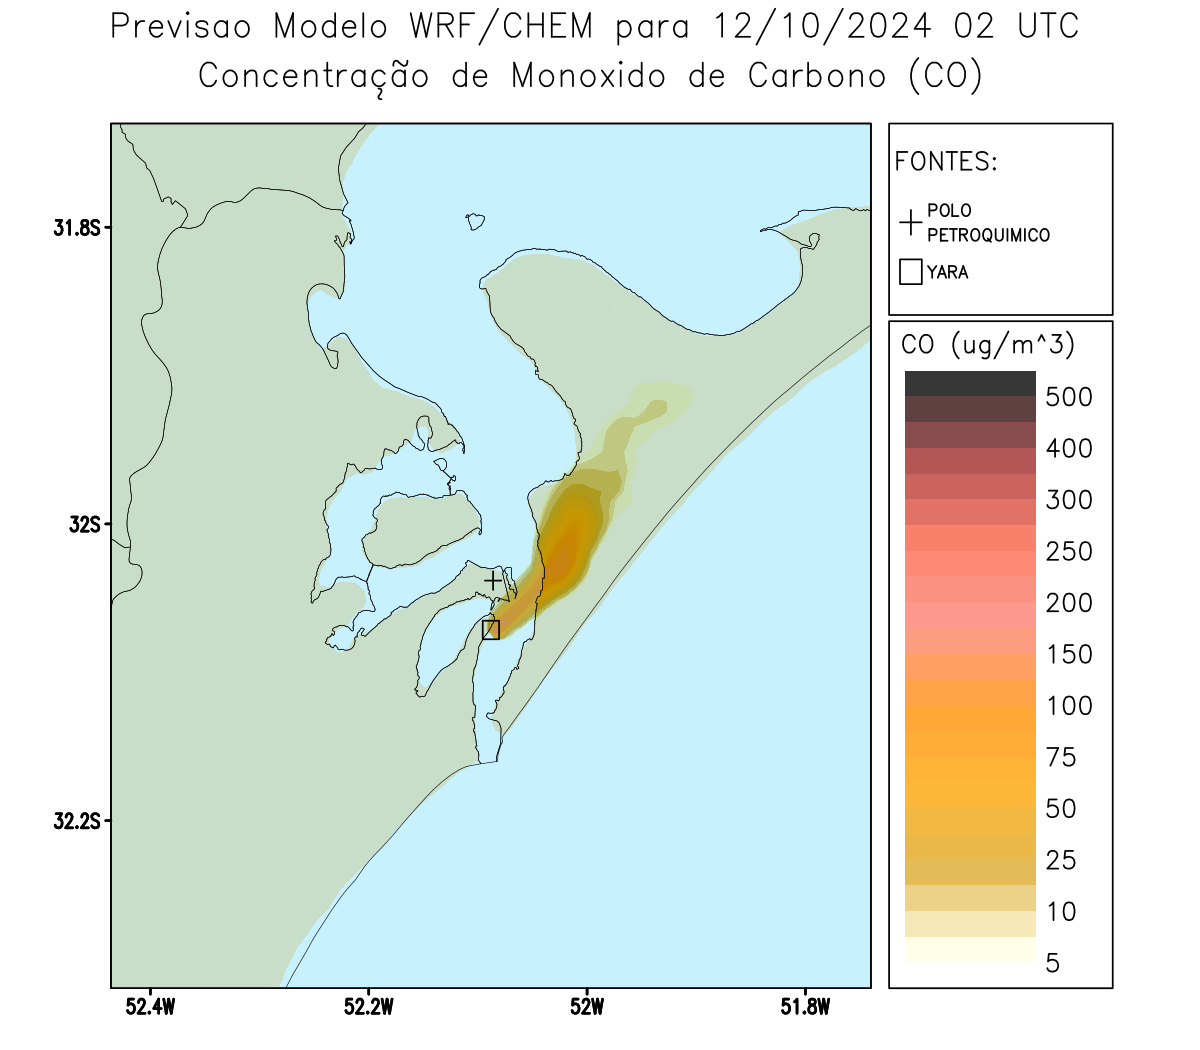 Previsao Modelo WRF/CHEM para 12/10/2024 02 UTC
Concentração de Monoxido de Carbono (CO)
FONTES:
POLO
PETROQUIMICO
YARA
CO (ug/m^3)
500
400
300
250
200
150
100
75
50
25
10
5
31.8S
32S
32.2S
52.4W
52.2W
52W
51.8W